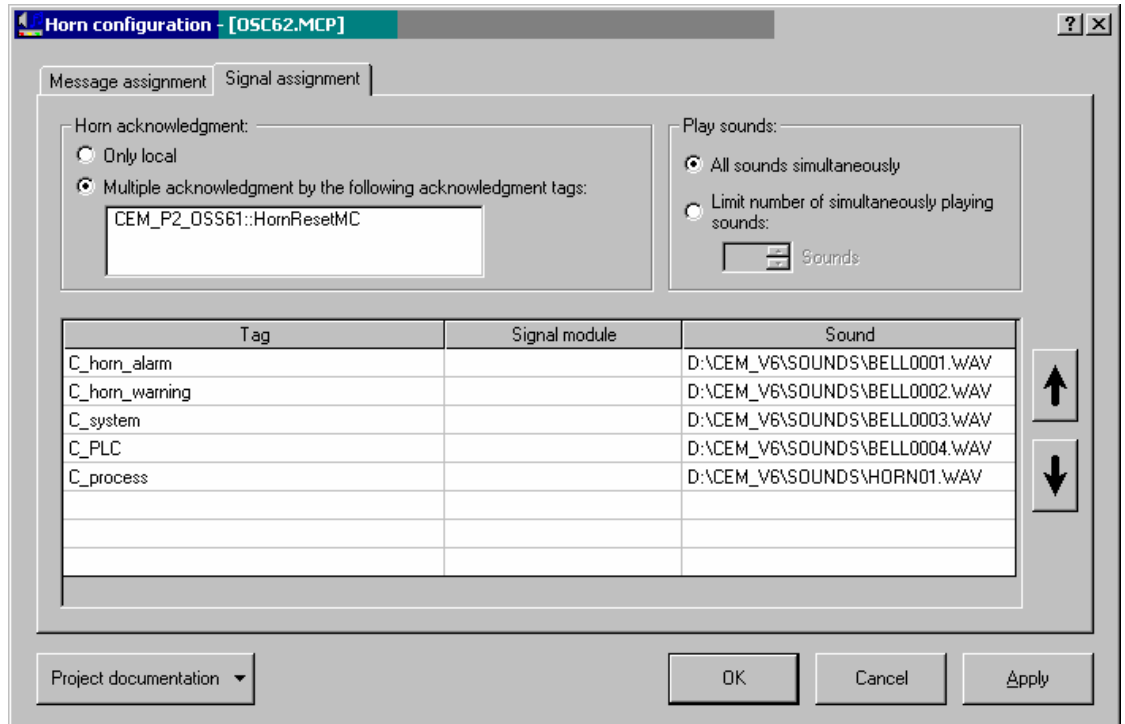 Horn configuration - [OSC62.MCP]
Message assignment
Signal assignment
Horn acknowledgment:
Only local
Multiple acknowledgment by the following acknowledgment tags:
CEM_P2_OSS61::HornResetMC
Play sounds:
All sounds simultaneously
Limit number of simultaneously playing
sounds:
Sounds
Tag Signal module Sound
C_horn_alarm D:\CEM_V6\SOUNDS\BELL0001.WAV
C_horn_warning D:\CEM_V6\SOUNDS\BELL0002.WAV
C_system D:\CEM_V6\SOUNDS\BELL0003.WAV
C_PLC D:\CEM_V6\SOUNDS\BELL0004.WAV
C_process D:\CEM_V6\SOUNDS\HORN01.WAV
Project documentation
OK
Cancel
Apply